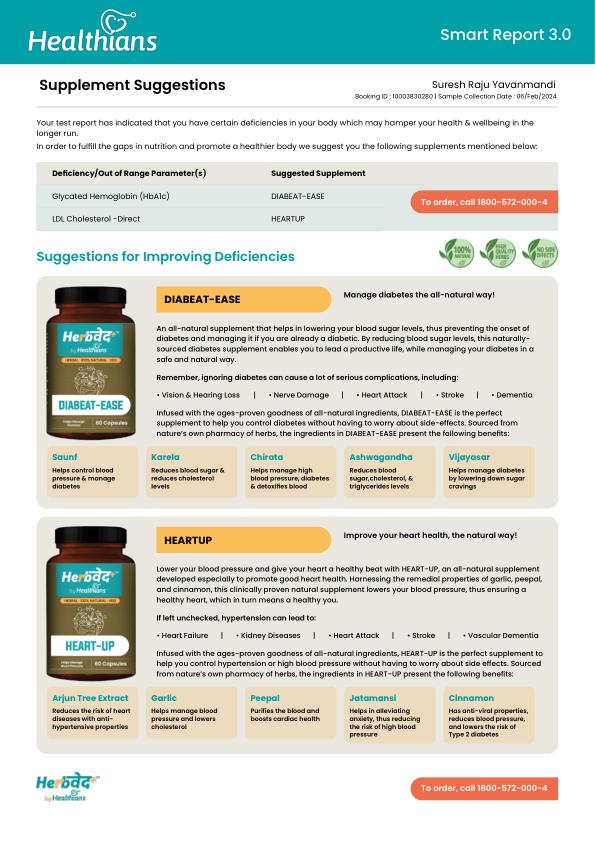 Healthians
Smart Report 3.0
Supplement Suggestions
Suresh Raju Yavanmandi
Booking ID : 10003830280 | Sample Collection Date : 06/Feb/2024
Your test report has indicated that you have certain deficiencies in your body which may hamper your health & wellbeing in the
longer run.
In order to fulfill the gaps in nutrition and promote a healthier body we suggest you the following supplements mentioned below:
Deficiency/Out of Range Parameter(s) Suggested Supplement
Glycated Hemoglobin (HbA1c) DIABEAT-EASE
To order, call 1800-572-000-4
LDL Cholesterol -Direct HEARTUP
Suggestions for Improving Deficiencies
100%
NATURAL
HIGH
QUALITY
HERBS
NO SIDE
EFFECTS
DIABEAT-EASE
Manage diabetes the all-natural way!
Herbवेद
by Healthians
DIABEAT-EASE
60 Capsules
An all-natural supplement that helps in lowering your blood sugar levels, thus preventing the onset of
diabetes and managing it if you are already a diabetic. By reducing blood sugar levels, this naturally-
sourced diabetes supplement enables you to lead a productive life, while managing your diabetes in a
safe and natural way.
Remember, ignoring diabetes can cause a lot of serious complications, including:
• Vision & Hearing Loss | • Nerve Damage | • Heart Attack | • Stroke | • Dementia
Infused with the ages-proven goodness of all-natural ingredients, DIABEAT-EASE is the perfect
supplement to help you control diabetes without having to worry about side-effects. Sourced from
nature's own pharmacy of herbs, the ingredients in DIABEAT-EASE present the following benefits:
Saunf
Helps control blood
pressure & manage
diabetes
Karela
Reduces blood sugar &
reduces cholesterol
levels
Chirata
Helps manage high
blood pressure, diabetes
& detoxifies blood
Ashwagandha
Reduces blood
sugar,cholesterol, &
triglycerides levels
Vijayasar
Helps manage diabetes
by lowering down sugar
cravings
HEARTUP
Improve your heart health, the natural way!
Herbवेद
by Healthians
HEART-UP
60 Capsules
Lower your blood pressure and give your heart a healthy beat with HEART-UP, an all-natural supplement
developed especially to promote good heart health. Harnessing the remedial properties of garlic, peepal,
and cinnamon, this clinically proven natural supplement lowers your blood pressure, thus ensuring a
healthy heart, which in turn means a healthy you.
If left unchecked, hypertension can lead to:
• Heart Failure | • Kidney Diseases | • Heart Attack | • Stroke | • Vascular Dementia
Infused with the ages-proven goodness of all-natural ingredients, HEART-UP is the perfect supplement to
help you control hypertension or high blood pressure without having to worry about side effects. Sourced
from nature's own pharmacy of herbs, the ingredients in HEART-UP present the following benefits:
Arjun Tree Extract
Reduces the risk of heart
diseases with anti-
hypertensive properties
Garlic
Helps manage blood
pressure and lowers
cholesterol
Peepal
Purifies the blood and
boosts cardiac health
Jatamansi
Helps in alleviating
anxiety, thus reducing
the risk of high blood
pressure
Cinnamon
Has anti-viral properties,
reduces blood pressure,
and lowers the risk of
Type 2 diabetes
Herbवेद
by Healthians
To order, call 1800-572-000-4